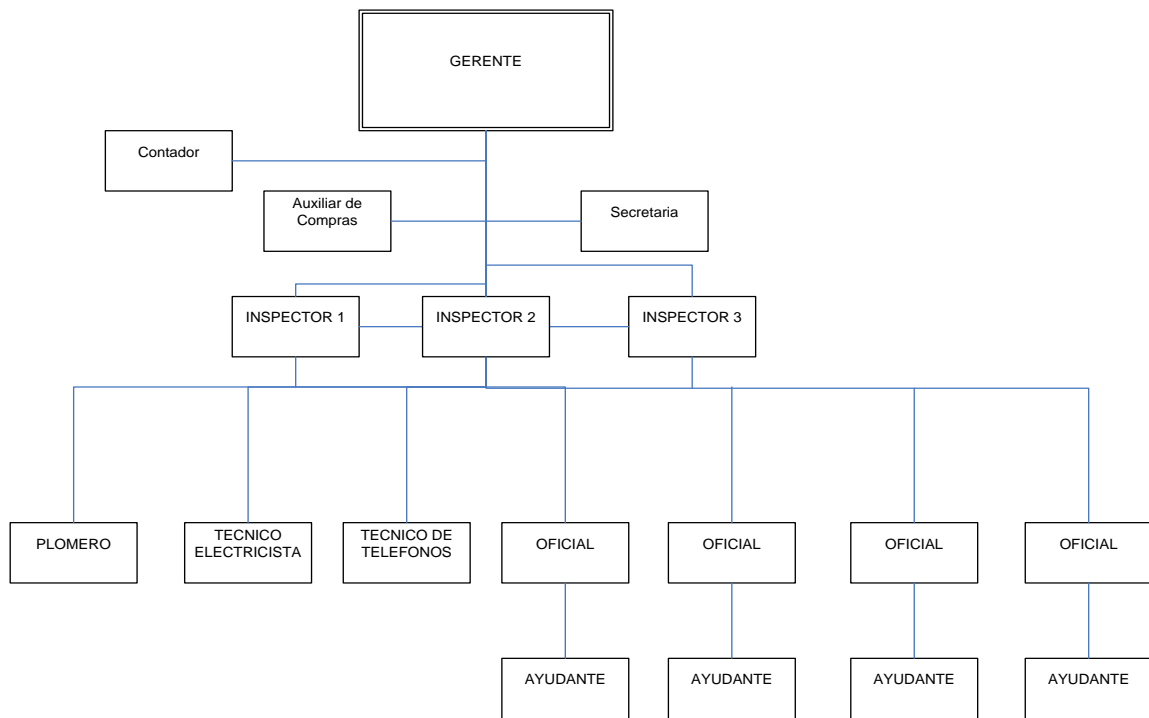 GERENTE
Contador
Auxiliar de
Compras
Secretaria
INSPECTOR 1
INSPECTOR 2
INSPECTOR 3
PLOMERO
TECNICO
ELECTRICISTA
TECNICO DE
TELEFONOS
OFICIAL
OFICIAL
OFICIAL
OFICIAL
AYUDANTE
AYUDANTE
AYUDANTE
AYUDANTE